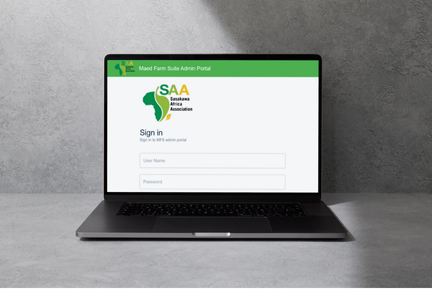 SAA
Maed Farm Suite Admin Portal
SAA
Sasakawa
Africa
Association
Sign in
Sign in to MFS admin portal
User Name
Password